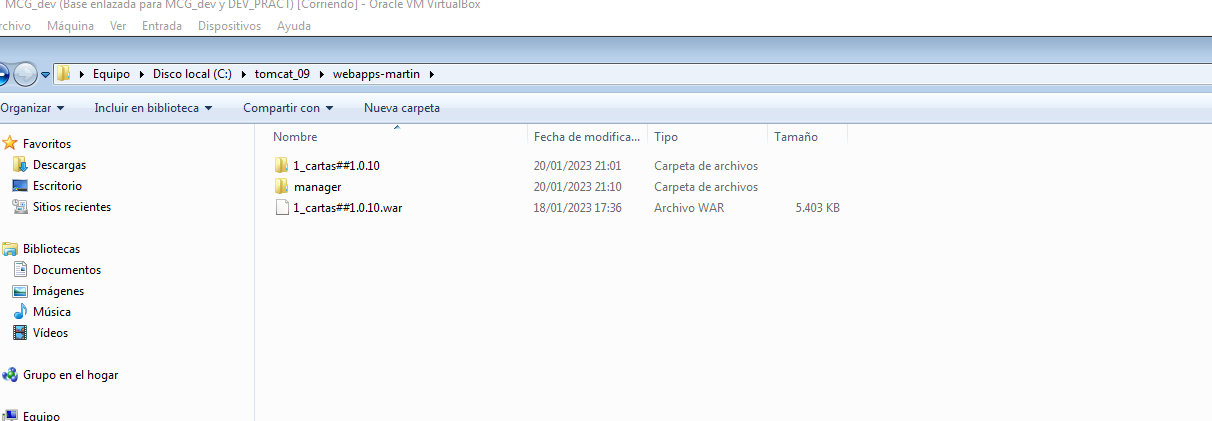 MCG_dev (Base enlazada para MCG_dev y DEV_PRACT) [Corriendo] - Oracle VM VirtualBox
rchivo Máquina Ver Entrada Dispositivos Ayuda
Equipo Disco local (C:) tomcat_09 webapps-martin
Organizar Incluir en biblioteca Compartir con Nueva carpeta
Favoritos
Descargas
Escritorio
Sitios recientes
Bibliotecas
Documentos
Imágenes
Música
Vídeos
Grupo en el hogar
Equipo
Nombre Fecha de modifica... Tipo Tamaño
1_cartas##1.0.10 20/01/2023 21:01 Carpeta de archivos
manager 20/01/2023 21:10 Carpeta de archivos
1_cartas##1.0.10.war 18/01/2023 17:36 Archivo WAR 5.403 KB